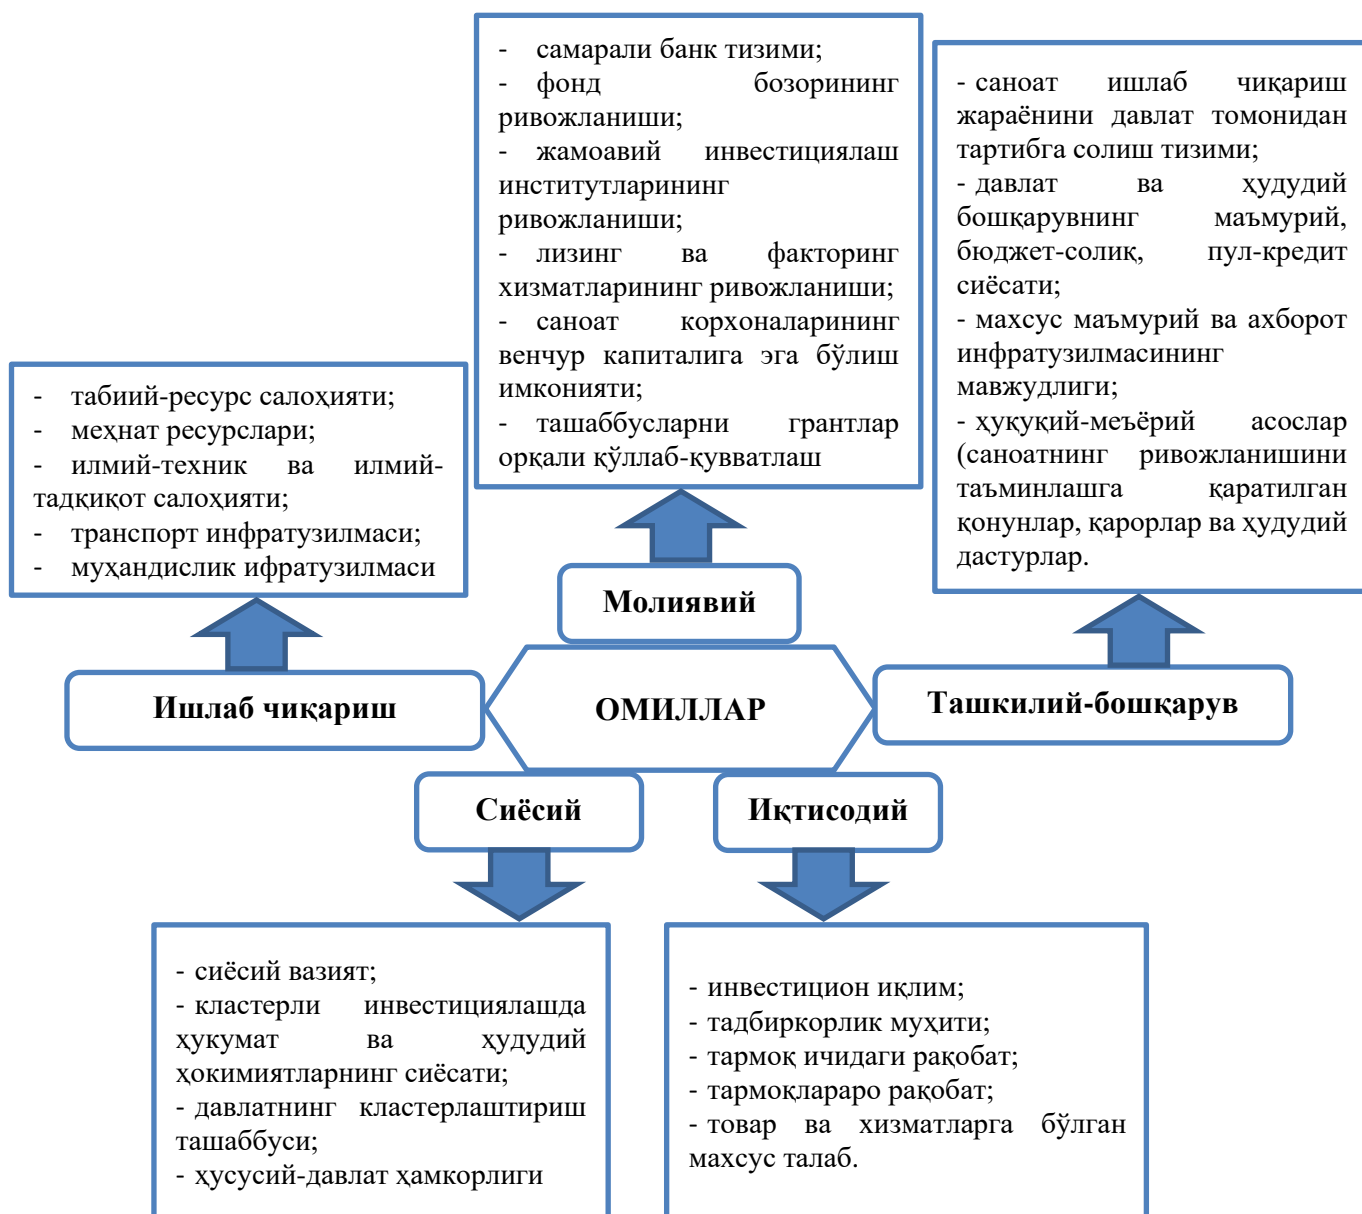 - самарали банк тизими;
- фонд бозорининг
ривожланиши;
- жамоавий инвестициялаш
институтларининг
ривожланиши;
- лизинг ва факторинг
хизматларининг ривожланиши;
- саноат корхоналарининг
венчур капиталига эга бўлиш
имконияти;
- ташаббусларни грантлар
орқали қўллаб-қувватлаш
- саноат ишлаб чиқариш
жараёнини давлат томонидан
тартибга солиш тизими;
- давлат ва ҳудудий
бошқарувнинг маъмурий,
бюджет-солиқ, пул-кредит
сиёсати;
- махсус маъмурий ва ахборот
инфратузилмасининг
мавжудлиги;
- ҳуқуқий-меъёрий асослар
(саноатнинг ривожланишини
таъминлашга қаратилган
қонунлар, қарорлар ва ҳудудий
дастурлар.
- табиий-ресурс салоҳияти;
- меҳнат ресурслари;
- илмий-техник ва илмий-
тадқиқот салоҳияти;
- транспорт инфратузилмаси;
- муҳандислик ифратузилмаси
Молиявий
Ишлаб чиқариш
ОМИЛЛАР
Ташкилий-бошқарув
Сиёсий
Иқтисодий
- сиёсий вазият;
- кластерли инвестициялашда
ҳукумат ва ҳудудий
ҳокимиятларнинг сиёсати;
- давлатнинг кластерлаштириш
ташаббуси;
- ҳусусий-давлат ҳамкорлиги
- инвестицион иқлим;
- тадбиркорлик муҳити;
- тармоқ ичидаги рақобат;
- тармоқлараро рақобат;
- товар ва хизматларга бўлган
махсус талаб.